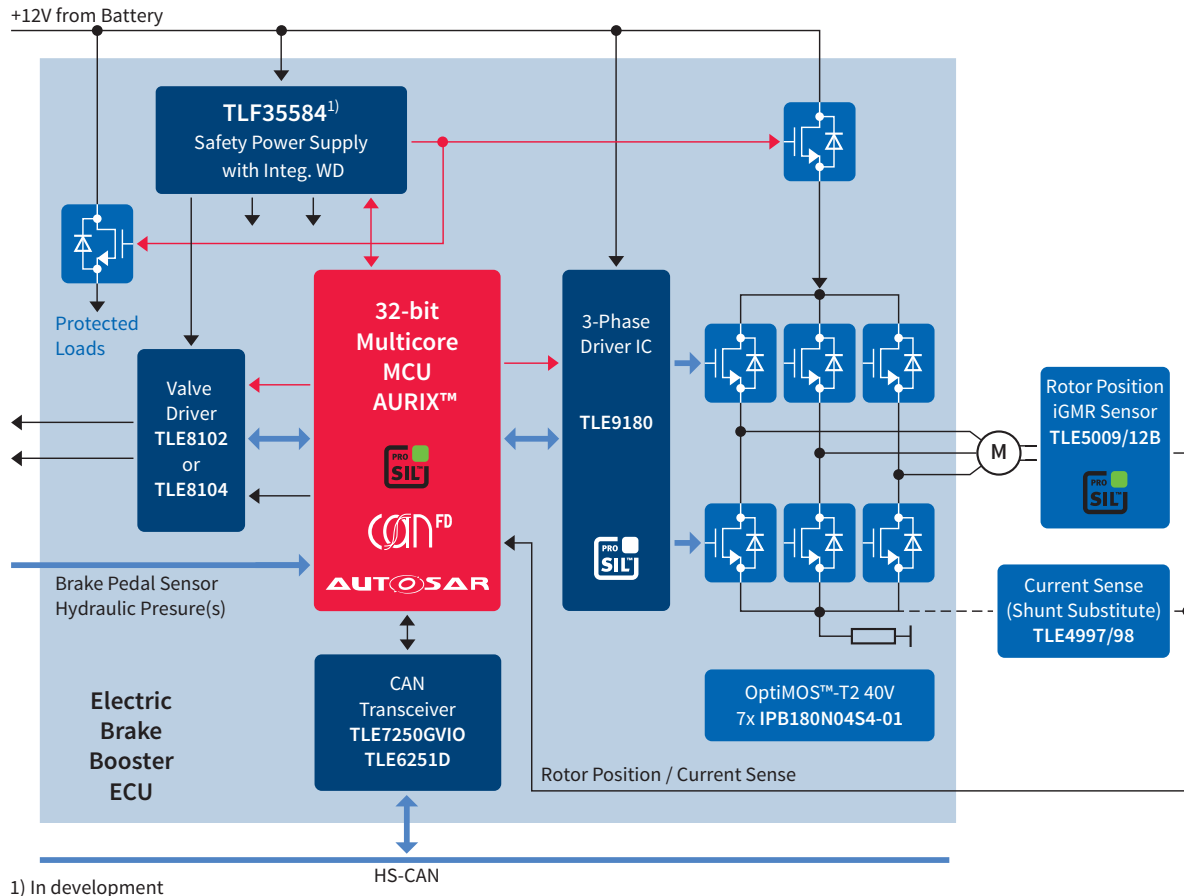 +12V from Battery
TLF35584¹⁾
Safety Power Supply
with Integ. WD
Protected
Loads
32-bit
Multicore
MCU
AURIX™
PRO
SIL™
CAN FD
AUTOSAR
3-Phase
Driver IC
TLE9180
PRO
SIL™
Valve
Driver
TLE8102
or
TLE8104
M
Rotor Position
iGMR Sensor
TLE5009/12B
PRO
SIL™
Brake Pedal Sensor
Hydraulic Presure(s)
Current Sense
(Shunt Substitute)
TLE4997/98
CAN
Transceiver
TLE7250GVIO
TLE6251D
OptiMOS™-T2 40V
7x IPB180N04S4-01
Electric
Brake
Booster
ECU
Rotor Position / Current Sense
HS-CAN
1) In development